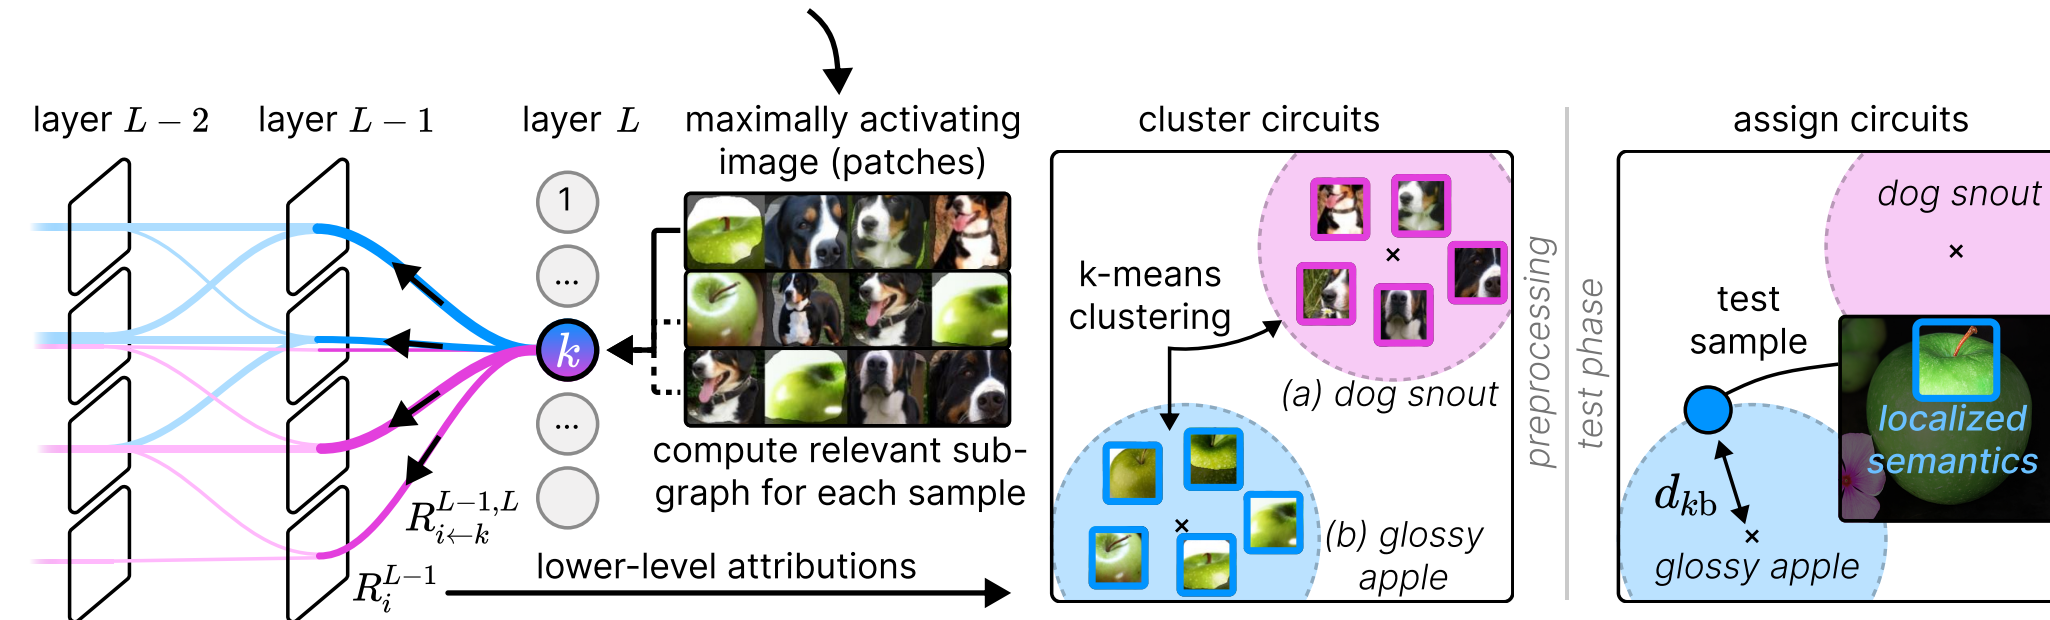 layer L − 2
layer L − 1
layer L
maximally activating
image (patches)
1
...
k
...
compute relevant sub-
graph for each sample
R_{i←k}^{L−1,L}
R_i^{L−1}
lower-level attributions
cluster circuits
k-means
clustering
(a) dog snout
(b) glossy
apple
preprocessing
test phase
assign circuits
dog snout
test
sample
localized
semantics
d_{kb}
glossy apple